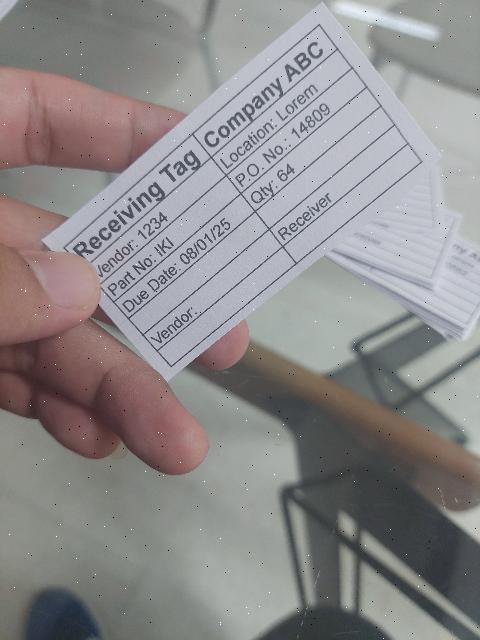 Receiving Tag Company ABC
Vendor: 1234 Location: Lorem
Part No: IKI P.O. No.: 14809
Due Date: 08/01/25 Qty: 64
Vendor: Receiver